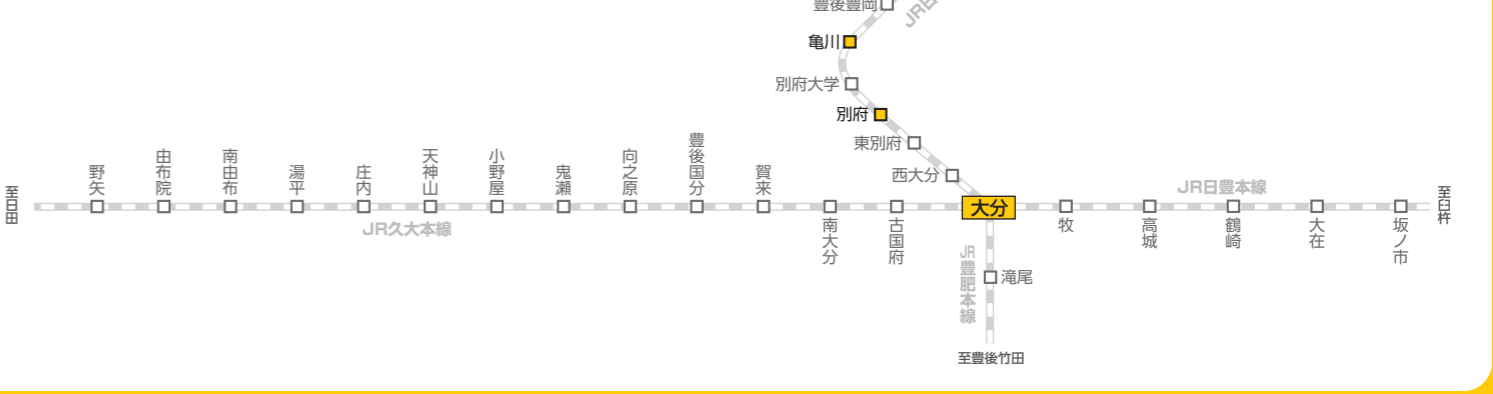 豊後豊岡
JR日
亀川
別府大学
別府
東別府
西大分
至日田
野矢
由布院
南由布
湯平
庄内
天神山
小野屋
鬼瀬
向之原
豊後国分
賀来
南大分
古国府
大分
牧
高城
鶴崎
大在
坂ノ市
至臼杵
JR久大本線
JR日豊本線
JR豊肥本線
滝尾
至豊後竹田